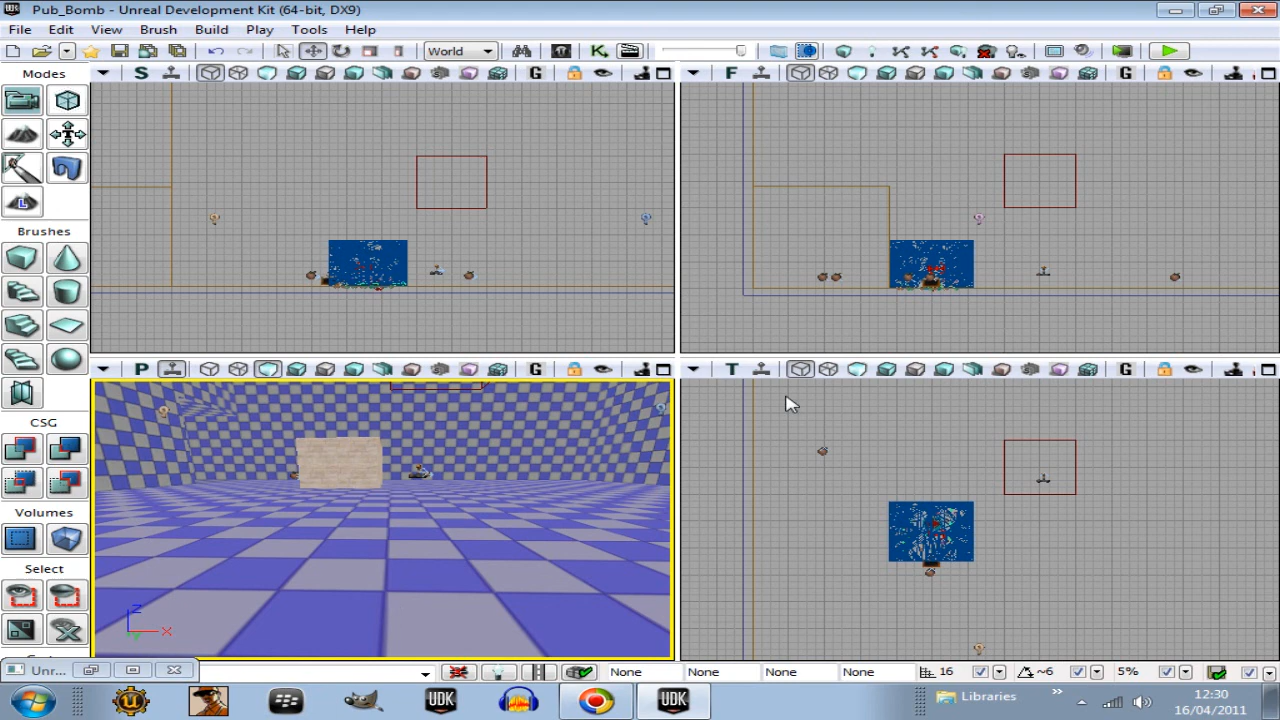 Pub_Bomb - Unreal Development Kit (64-bit, DX9)
File Edit View Brush Build Play Tools Help
World
Modes
S
G
F
G
L
Brushes
P
G
T
G
CSG
Volumes
Select
Z
X
Y
Unr...
None
None
None
None
16
~6
5%
UDK
UDK
Libraries
»
12:30
16/04/2011